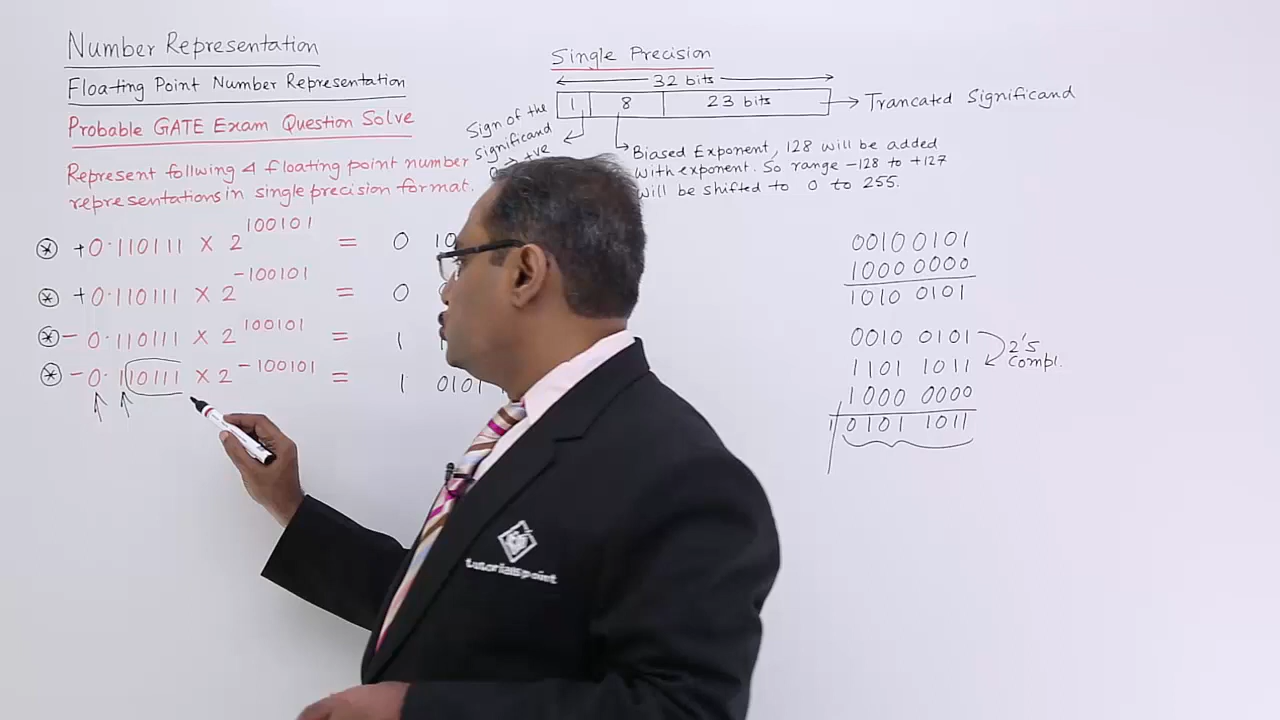 Number Representation
Floating Point Number Representation
Probable GATE Exam Question Solve
Represent follwing 4 floating point number
representations in single precision format.
Single Precision
32 bits
1 8 23 bits → Trancated Significand
Sign of the
significand
+ve
Biased Exponent, 128 will be added
with exponent. So range -128 to +127
will be shifted to 0 to 255.
⊛ +0.110111 × 2^100101 = 0 10
⊛ +0.110111 × 2^-100101 = 0
⊛ -0.110111 × 2^100101 = 1
⊛ -0.110111 × 2^-100101 = 1 0101
0010 0101
1000 0000
1010 0101
0010 0101
1101 1011
2's
Compl.
1000 0000
1 0101 1011
tutorialspoint